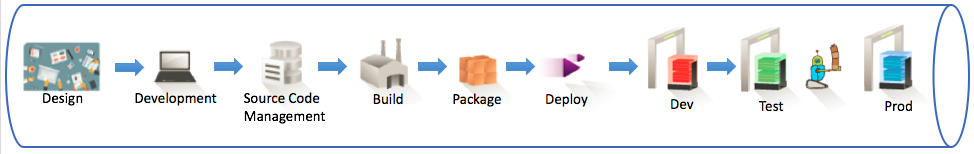 Design
Development
Source Code
Management
Build
Package
Deploy
Dev
Test
Prod